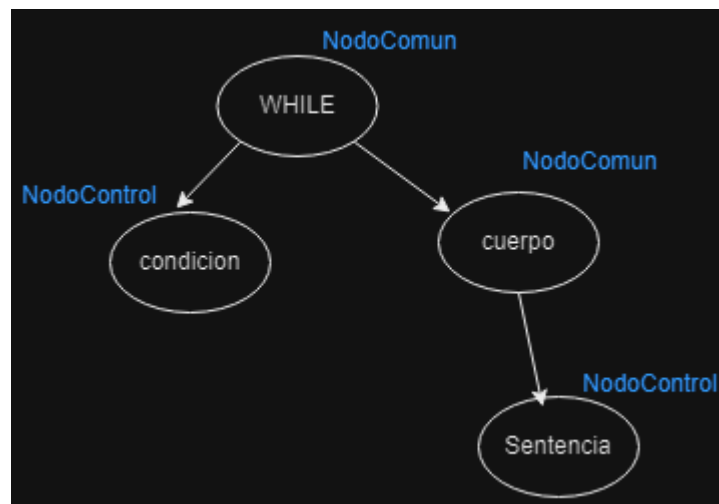 NodoComun
WHILE
NodoComun
NodoControl
condicion
cuerpo
NodoControl
Sentencia